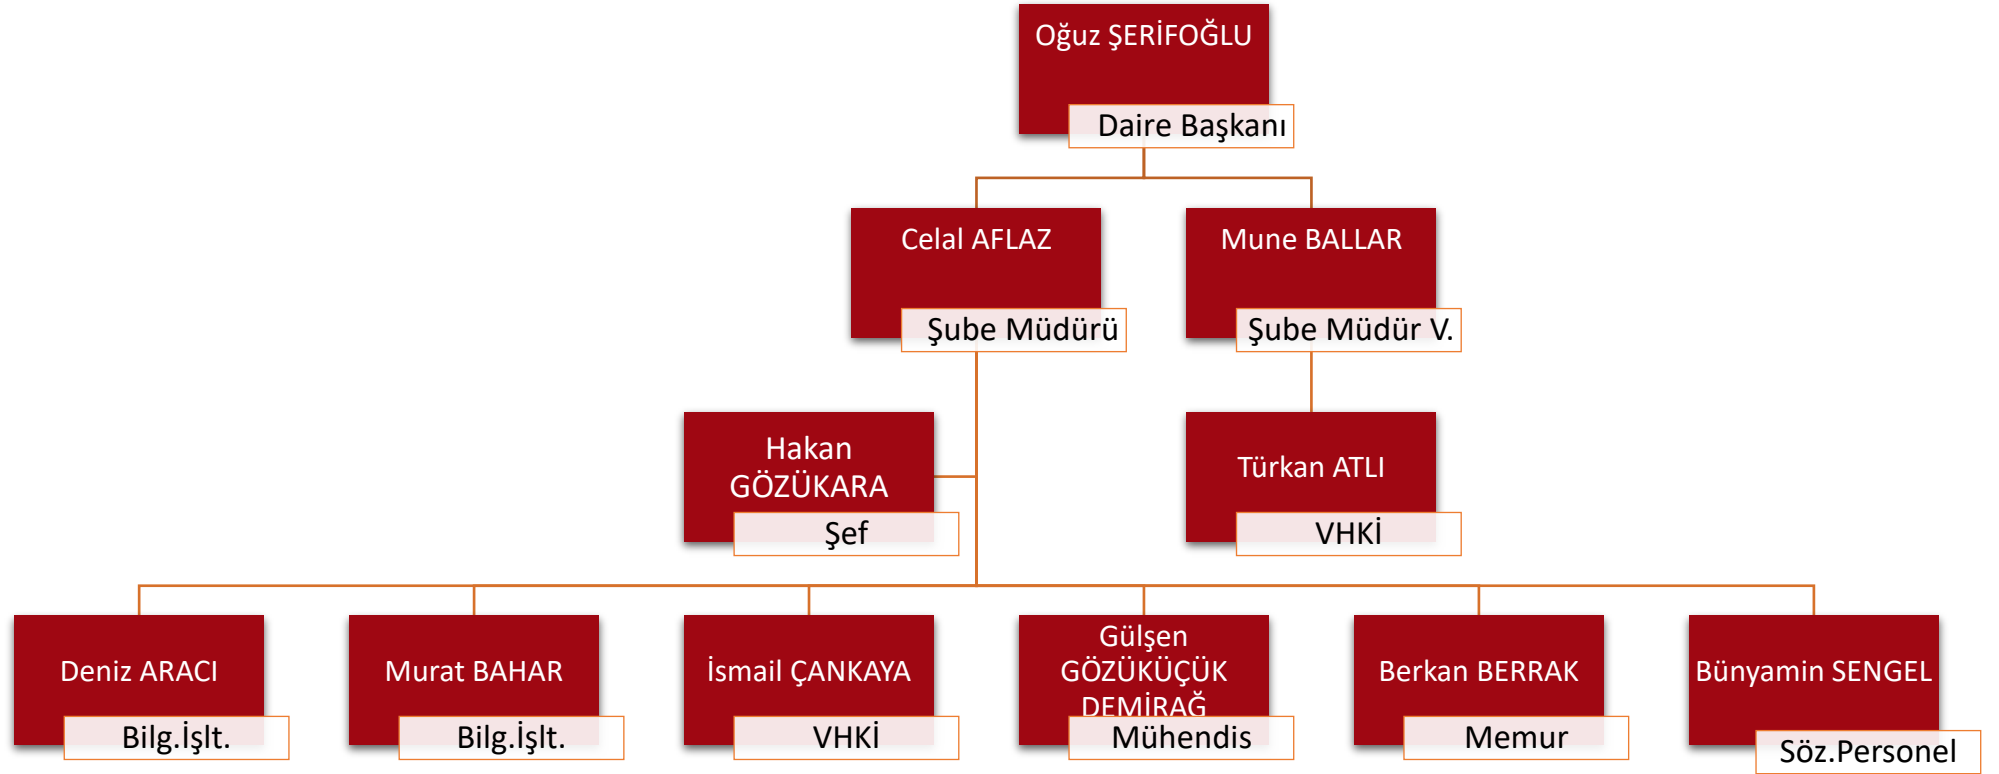 Oğuz ŞERİFOĞLU
Daire Başkanı
Celal AFLAZ
Şube Müdürü
Mune BALLAR
Şube Müdür V.
Hakan
GÖZÜKARA
Şef
Türkan ATLI
VHKİ
Deniz ARACI
Bilg.İşlt.
Murat BAHAR
Bilg.İşlt.
İsmail ÇANKAYA
VHKİ
Gülşen
GÖZÜKÜÇÜK
DEMİRAĞ
Mühendis
Berkan BERRAK
Memur
Bünyamin SENGEL
Söz.Personel